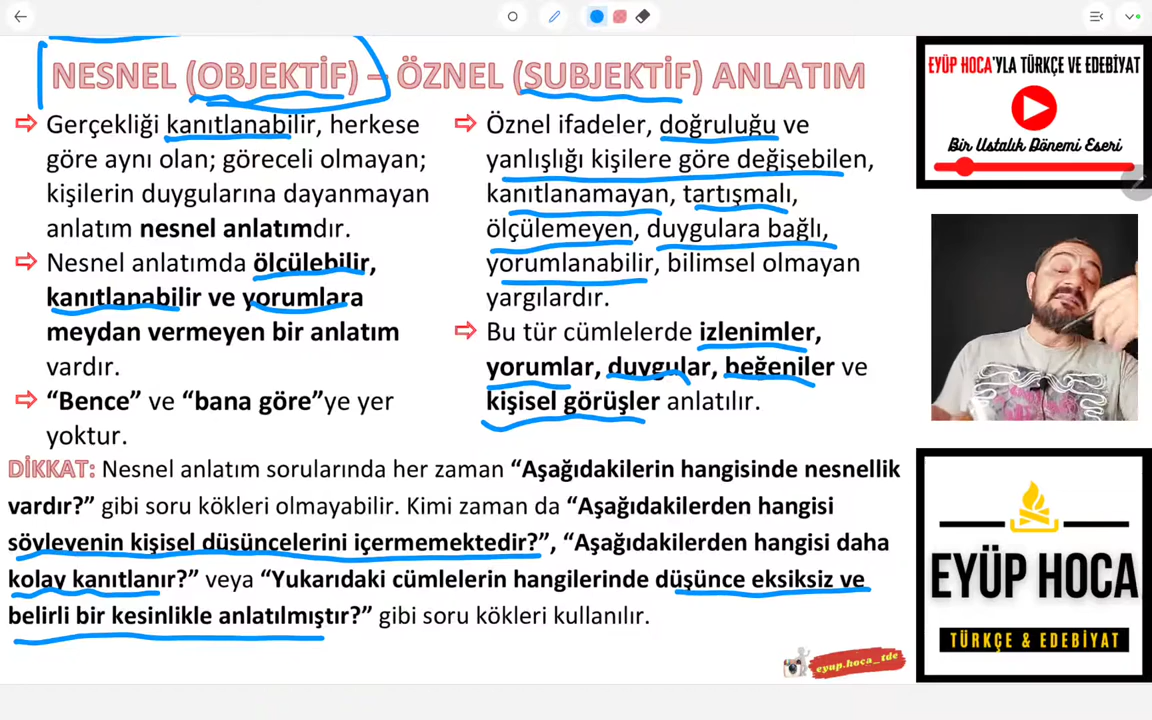 NESNEL (OBJEKTİF) – ÖZNEL (SUBJEKTİF) ANLATIM
Gerçekliği kanıtlanabilir, herkese
göre aynı olan; göreceli olmayan;
kişilerin duygularına dayanmayan
anlatım nesnel anlatımdır.
Nesnel anlatımda ölçülebilir,
kanıtlanabilir ve yorumlara
meydan vermeyen bir anlatım
vardır.
“Bence” ve “bana göre”ye yer
yoktur.
Öznel ifadeler, doğruluğu ve
yanlışlığı kişilere göre değişebilen,
kanıtlanamayan, tartışmalı,
ölçülemeyen, duygulara bağlı,
yorumlanabilir, bilimsel olmayan
yargılardır.
Bu tür cümlelerde izlenimler,
yorumlar, duygular, beğeniler ve
kişisel görüşler anlatılır.
DİKKAT: Nesnel anlatım sorularında her zaman “Aşağıdakilerin hangisinde nesnellik
vardır?” gibi soru kökleri olmayabilir. Kimi zaman da “Aşağıdakilerden hangisi
söyleyenin kişisel düşüncelerini içermemektedir?”, “Aşağıdakilerden hangisi daha
kolay kanıtlanır?” veya “Yukarıdaki cümlelerin hangilerinde düşünce eksiksiz ve
belirli bir kesinlikle anlatılmıştır?” gibi soru kökleri kullanılır.
eyup.hoca_tde
EYÜP HOCA'YLA TÜRKÇE VE EDEBİYAT
Bir Ustalık Dönemi Eseri
EYÜP HOCA
TÜRKÇE & EDEBİYAT